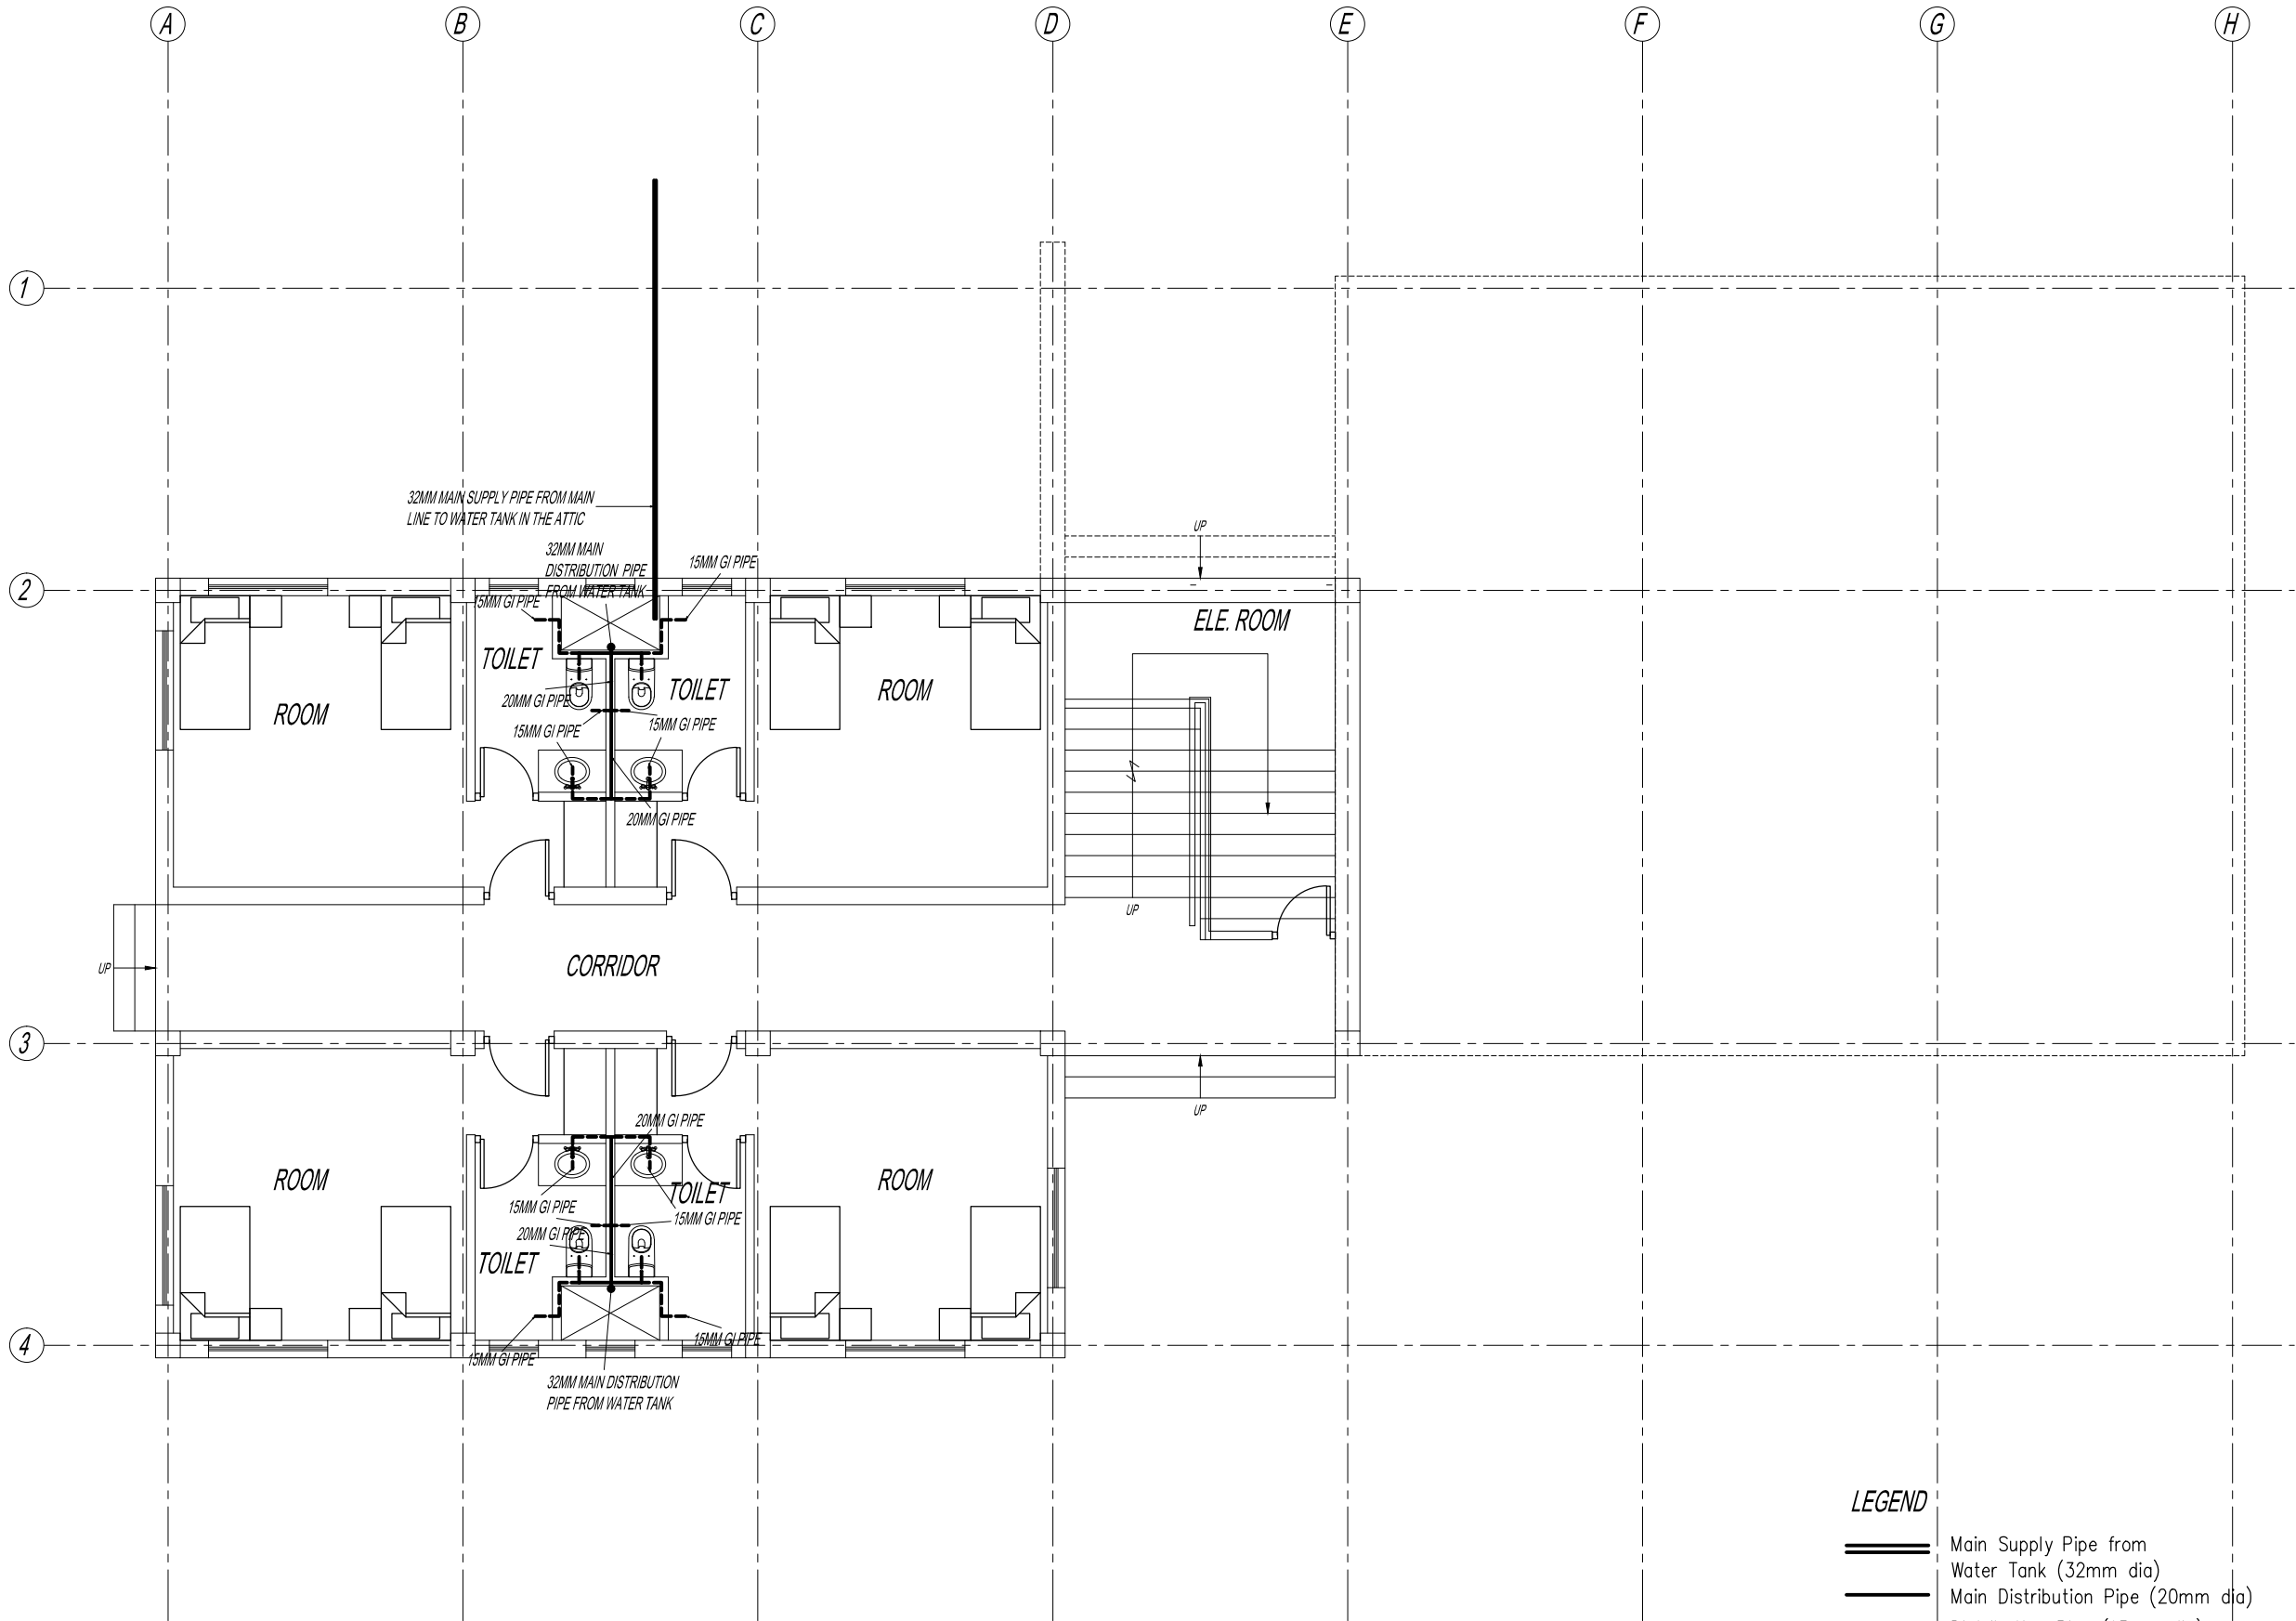 A B C D E F G H
1
32MM MAIN SUPPLY PIPE FROM MAIN
LINE TO WATER TANK IN THE ATTIC
UP
32MM MAIN
DISTRIBUTION PIPE
FROM WATER TANK
15MM GI PIPE
2
15MM GI PIPE
ELE. ROOM
TOILET
TOILET
ROOM
ROOM
20MM GI PIPE
15MM GI PIPE
15MM GI PIPE
20MM GI PIPE
UP
UP
CORRIDOR
3
UP
20MM GI PIPE
ROOM
TOILET
ROOM
15MM GI PIPE
15MM GI PIPE
20MM GI PIPE
TOILET
15MM GI PIPE
4
15MM GI PIPE
32MM MAIN DISTRIBUTION
PIPE FROM WATER TANK
LEGEND
Main Supply Pipe from
Water Tank (32mm dia)
Main Distribution Pipe (20mm dia)